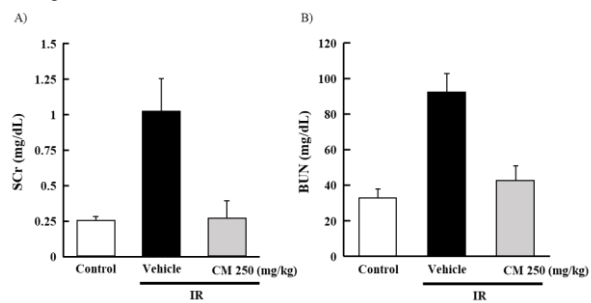 A)
1.5
1.25
1
0.75
0.5
0.25
0
SCr (mg/dL)
Control Vehicle CM 250 (mg/kg)
IR
B)
120
100
80
60
40
20
0
BUN (mg/dL)
Control Vehicle CM 250 (mg/kg)
IR